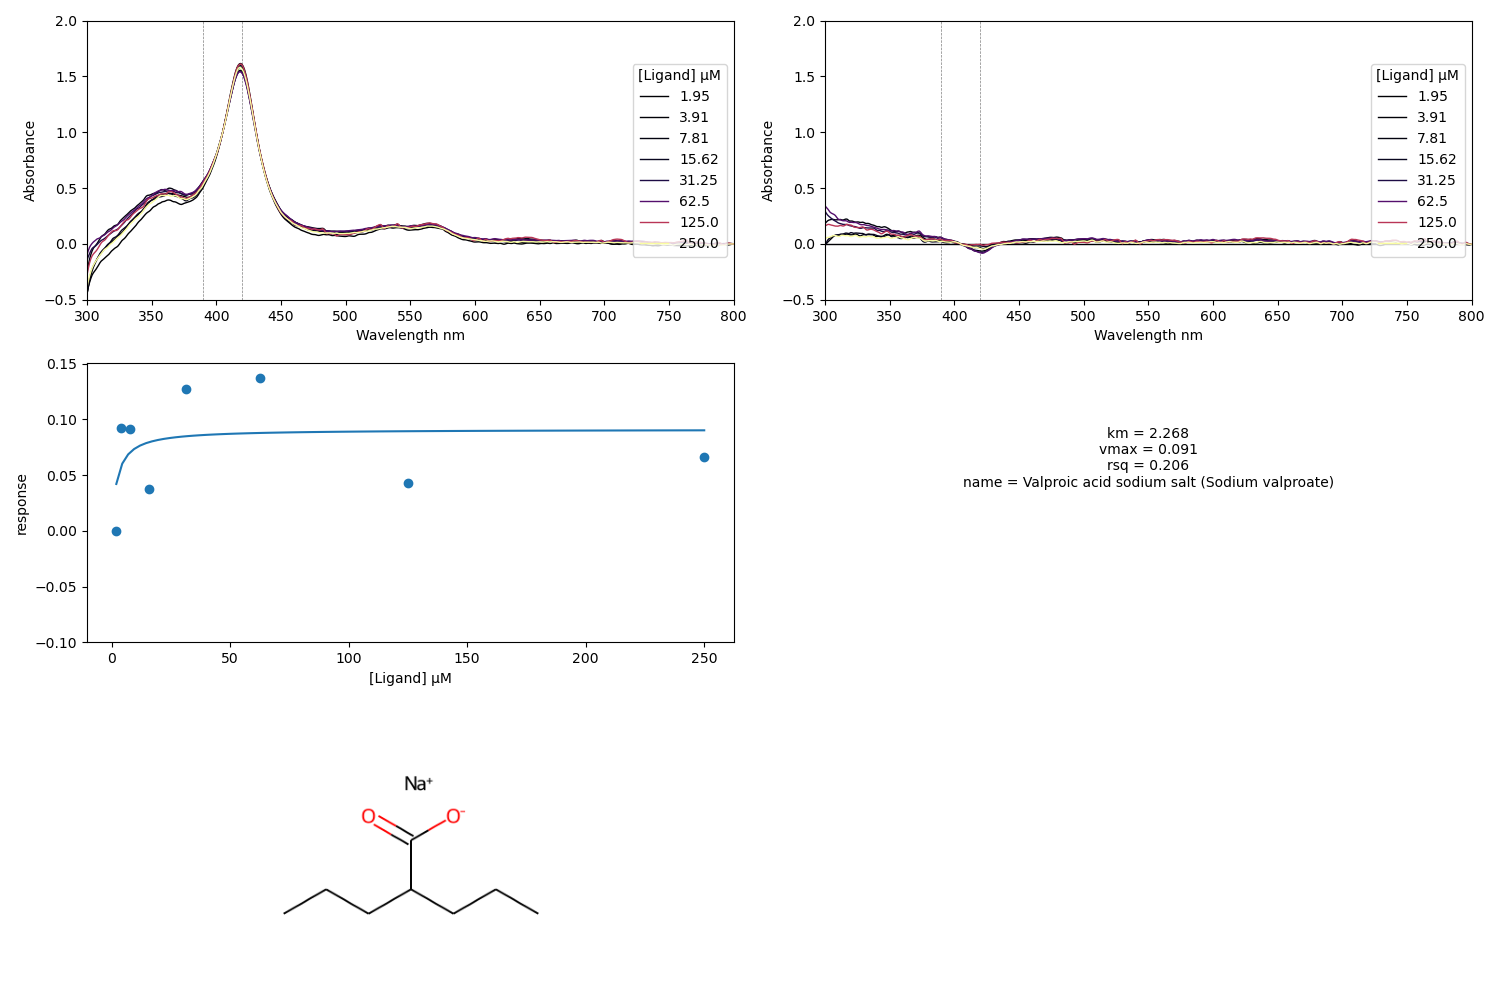 2.0
1.5
1.0
0.5
0.0
−0.5
Absorbance
300 350 400 450 500 550 600 650 700 750 800
Wavelength nm
[Ligand] µM
1.95
3.91
7.81
15.62
31.25
62.5
125.0
250.0
2.0
1.5
1.0
0.5
0.0
−0.5
Absorbance
300 350 400 450 500 550 600 650 700 750 800
Wavelength nm
[Ligand] µM
1.95
3.91
7.81
15.62
31.25
62.5
125.0
250.0
0.15
0.10
0.05
0.00
−0.05
−0.10
response
0 50 100 150 200 250
[Ligand] µM
km = 2.268
vmax = 0.091
rsq = 0.206
name = Valproic acid sodium salt (Sodium valproate)
Na⁺
O O⁻